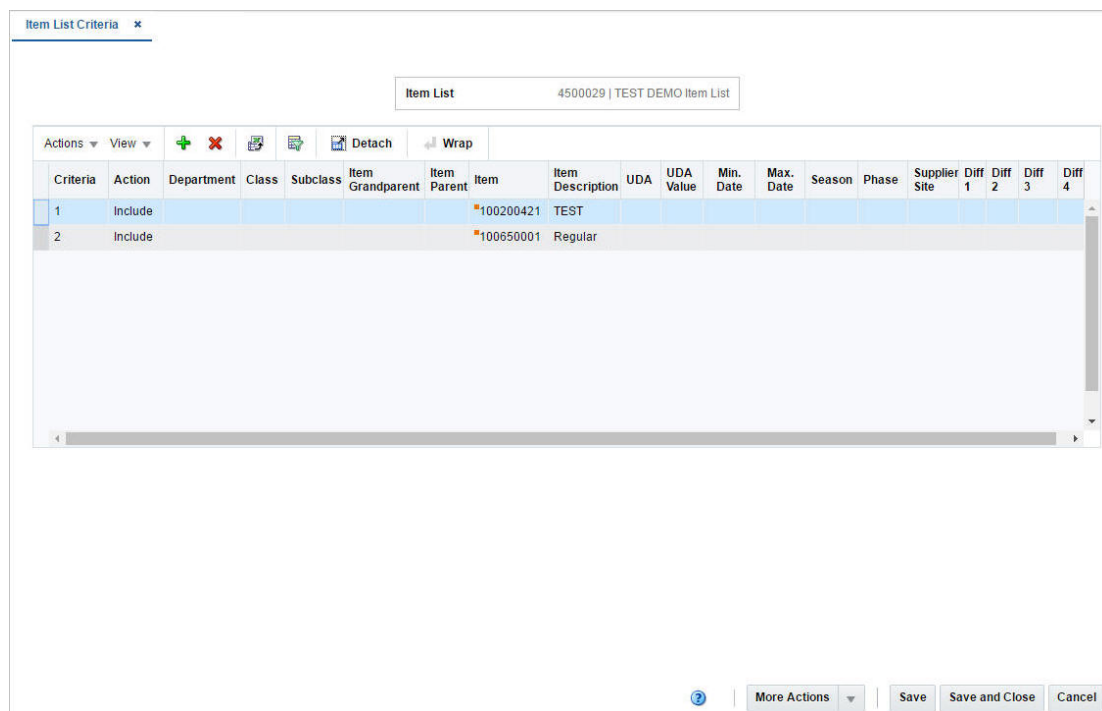 Item List Criteria ×
Item List 4500029 | TEST DEMO Item List
Actions View Detach Wrap
Criteria Action Department Class Subclass Item Grandparent Item Parent Item Item Description UDA UDA Value Min. Date Max. Date Season Phase Supplier Site Diff 1 Diff 2 Diff 3 Diff 4
1 Include 100200421 TEST
2 Include 100650001 Regular
? More Actions Save Save and Close Cancel